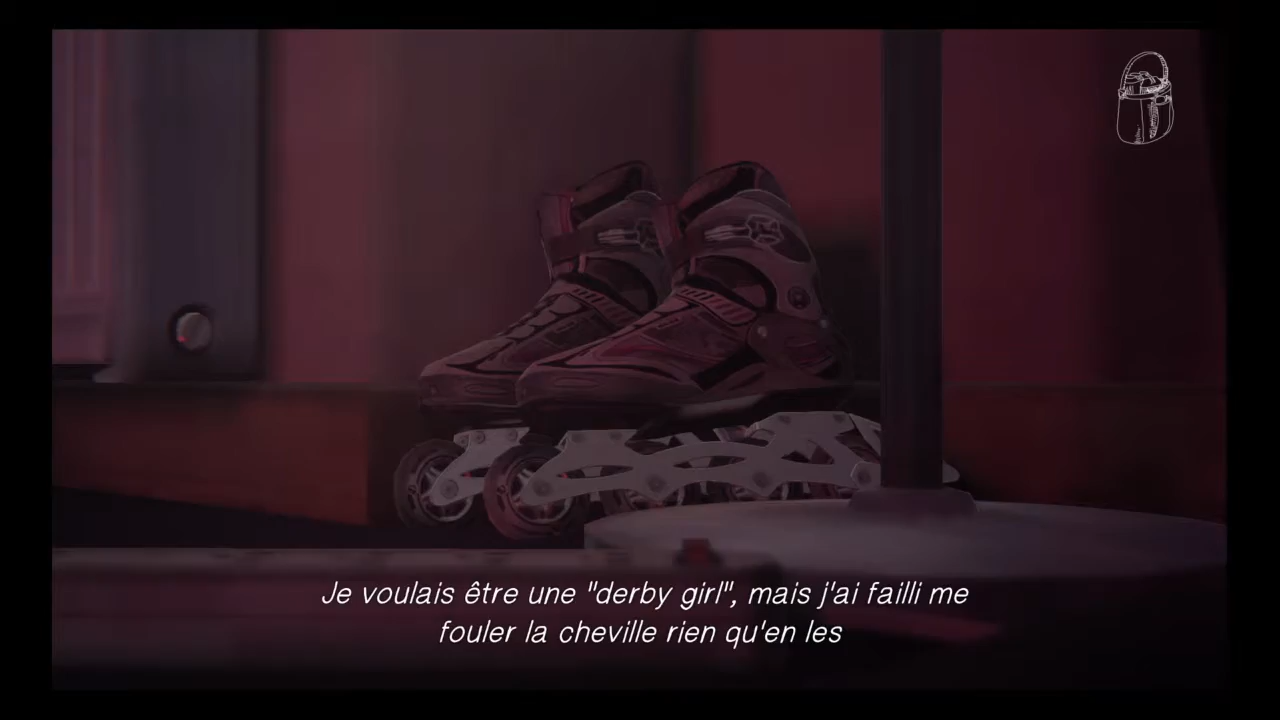 Je voulais être une "derby girl", mais j'ai failli me
fouler la cheville rien qu'en les